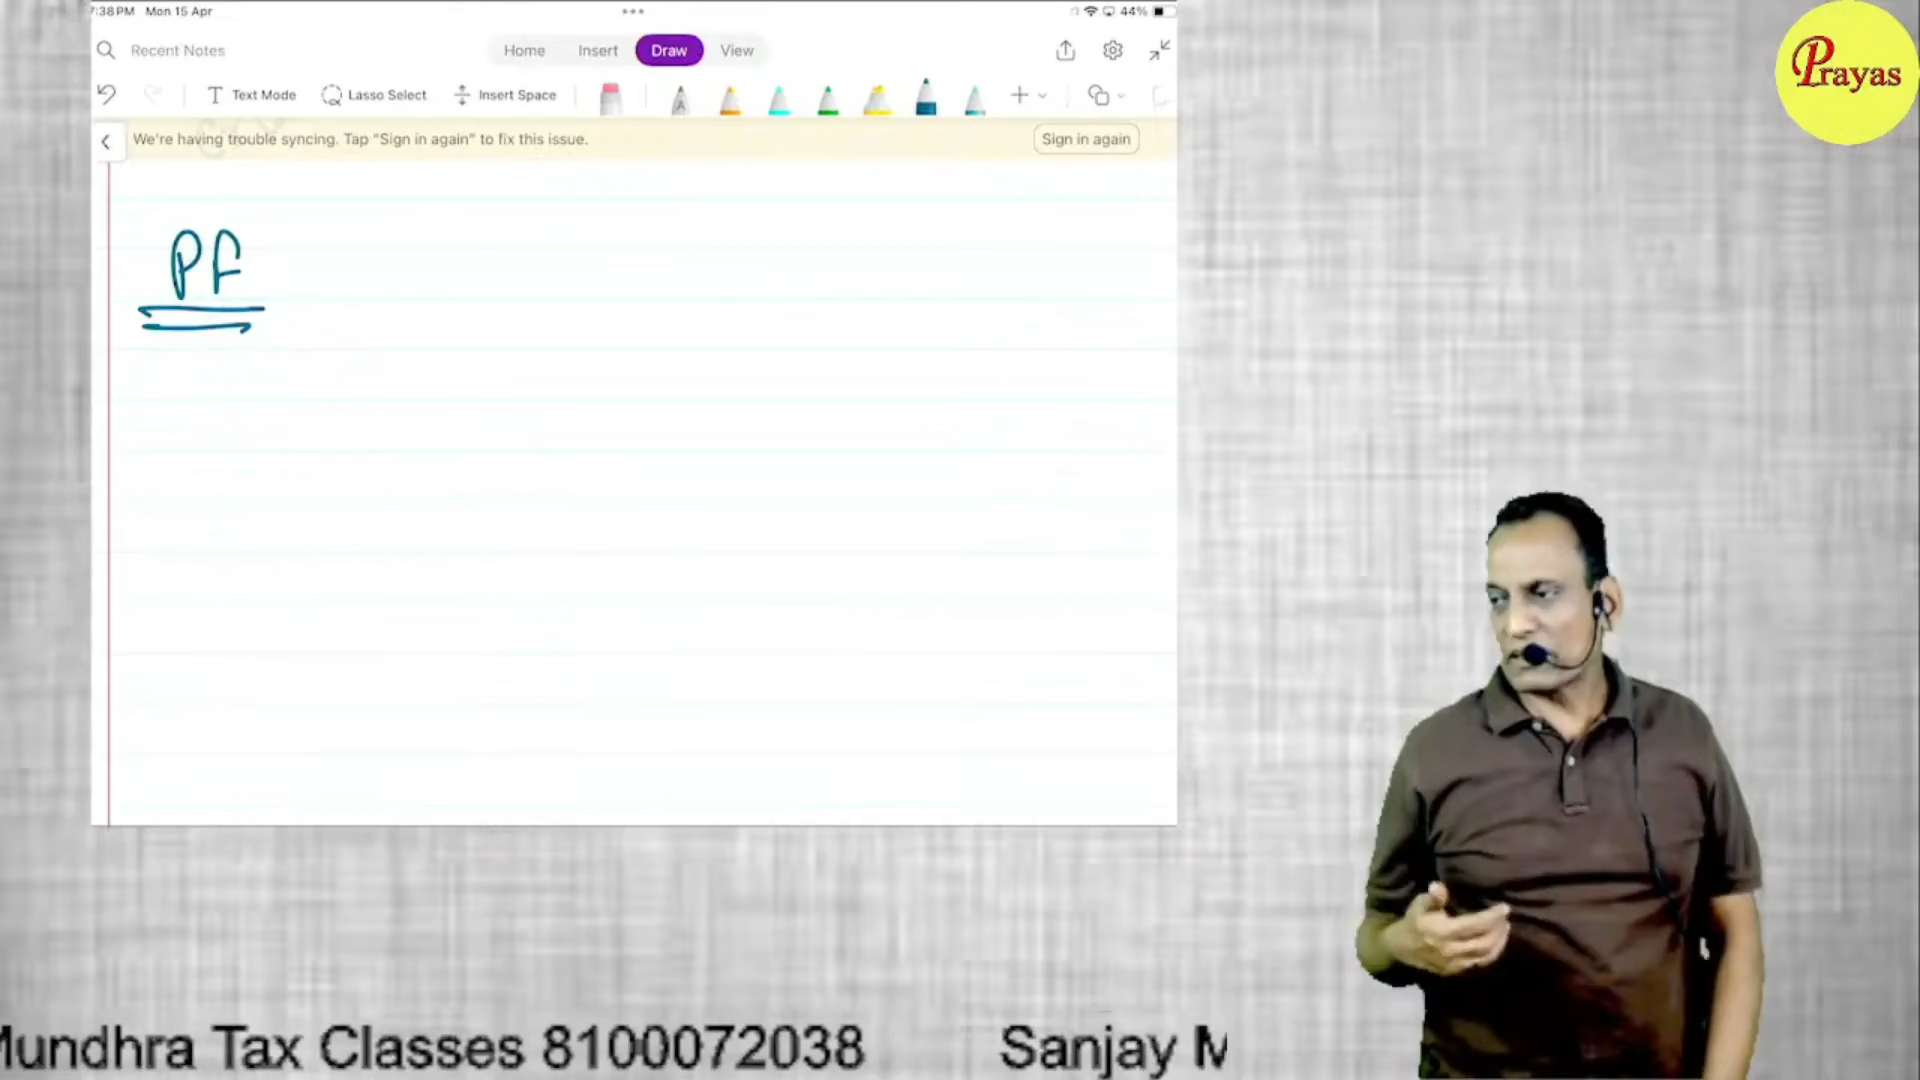 :38 PM Mon 15 Apr
44%
Recent Notes
Home Insert Draw View
Text Mode Lasso Select Insert Space
A
We're having trouble syncing. Tap "Sign in again" to fix this issue.
Sign in again
Prayas
PF
Mundhra Tax Classes 8100072038 Sanjay M